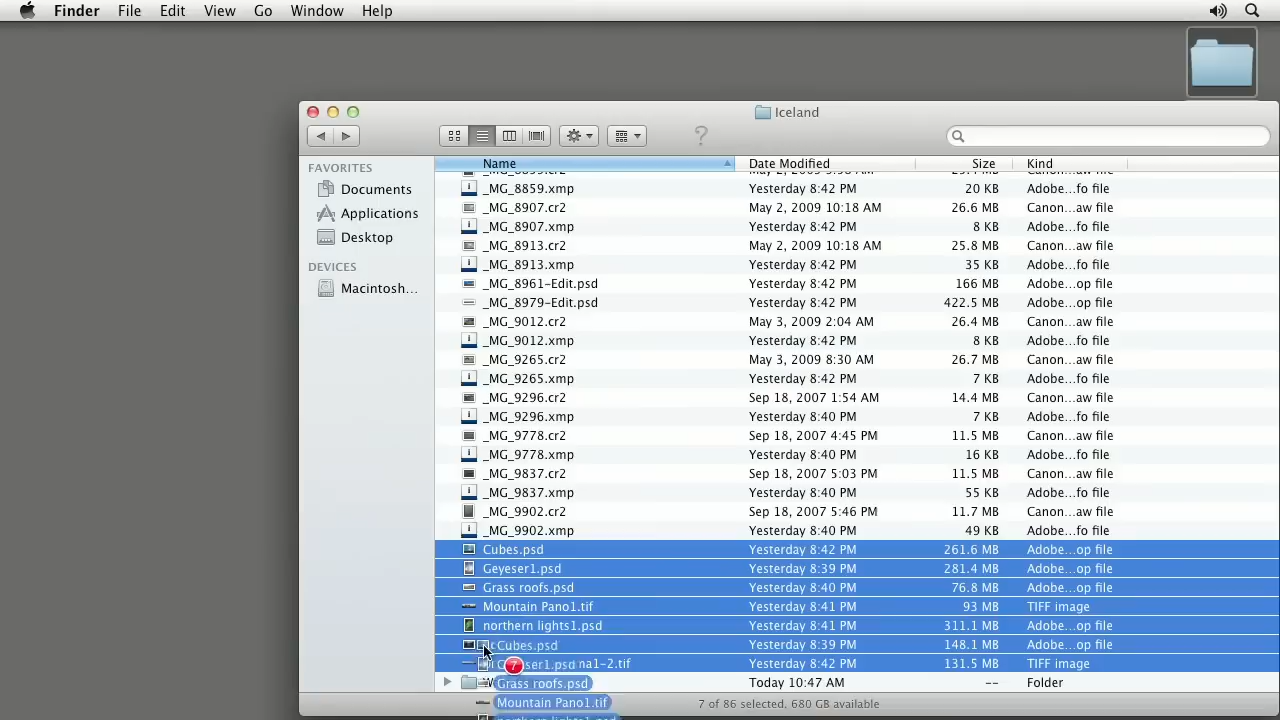 Finder File Edit View Go Window Help
Iceland
FAVORITES
Documents
Applications
Desktop
DEVICES
Macintosh...
Name Date Modified Size Kind
_MG_8859.xmp Yesterday 8:42 PM 20 KB Adobe...fo file
_MG_8907.cr2 May 2, 2009 10:18 AM 26.6 MB Canon...aw file
_MG_8907.xmp Yesterday 8:42 PM 8 KB Adobe...fo file
_MG_8913.cr2 May 2, 2009 10:18 AM 25.8 MB Canon...aw file
_MG_8913.xmp Yesterday 8:42 PM 35 KB Adobe...fo file
_MG_8961-Edit.psd Yesterday 8:42 PM 166 MB Adobe...op file
_MG_8979-Edit.psd Yesterday 8:42 PM 422.5 MB Adobe...op file
_MG_9012.cr2 May 3, 2009 2:04 AM 26.4 MB Canon...aw file
_MG_9012.xmp Yesterday 8:42 PM 8 KB Adobe...fo file
_MG_9265.cr2 May 3, 2009 8:30 AM 26.7 MB Canon...aw file
_MG_9265.xmp Yesterday 8:42 PM 7 KB Adobe...fo file
_MG_9296.cr2 Sep 18, 2007 1:54 AM 14.4 MB Canon...aw file
_MG_9296.xmp Yesterday 8:40 PM 7 KB Adobe...fo file
_MG_9778.cr2 Sep 18, 2007 4:45 PM 11.5 MB Canon...aw file
_MG_9778.xmp Yesterday 8:40 PM 16 KB Adobe...fo file
_MG_9837.cr2 Sep 18, 2007 5:03 PM 11.5 MB Canon...aw file
_MG_9837.xmp Yesterday 8:40 PM 55 KB Adobe...fo file
_MG_9902.cr2 Sep 18, 2007 5:46 PM 11.7 MB Canon...aw file
_MG_9902.xmp Yesterday 8:40 PM 49 KB Adobe...fo file
Cubes.psd Yesterday 8:42 PM 261.6 MB Adobe...op file
Geyeser1.psd Yesterday 8:39 PM 281.4 MB Adobe...op file
Grass roofs.psd Yesterday 8:40 PM 76.8 MB Adobe...op file
Mountain Pano1.tif Yesterday 8:41 PM 93 MB TIFF image
northern lights1.psd Yesterday 8:41 PM 311.1 MB Adobe...op file
Cubes.psd Yesterday 8:39 PM 148.1 MB Adobe...op file
7 na1-2.tif Yesterday 8:42 PM 131.5 MB TIFF image
Grass roofs.psd Today 10:47 AM -- Folder
Mountain Pano1.tif
7 of 86 selected, 680 GB available